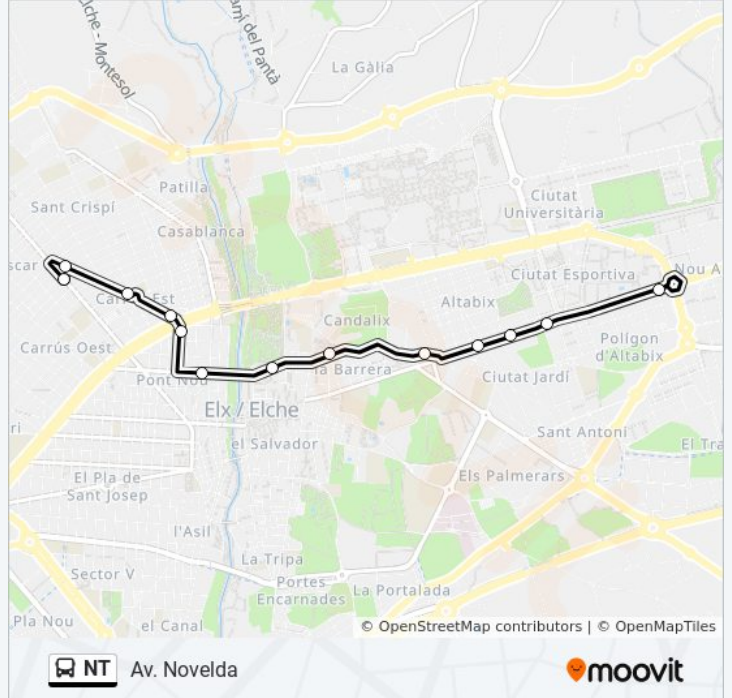 Elche - Montesol
Camí del Pantà
La Gàlia
Patilla
Sant Crispí
Ciutat
Universitària
Casablanca
Nou A
Ciutat Esportiva
Altabix
Candalix
Carrús Oest
Polígon
d'Altabix
la Barrera
Pont Nou
Ciutat Jardí
Elx / Elche
el Salvador
Sant Antoni
El Tra
El Pla de
Sant Josep
Els Palmerars
l'Asil
La Tripa
Sector V
Portes
Encarnades
La Portalada
Pla Nou
el Canal
© OpenStreetMap contributors | © OpenMapTiles
NT Av. Novelda
moovit